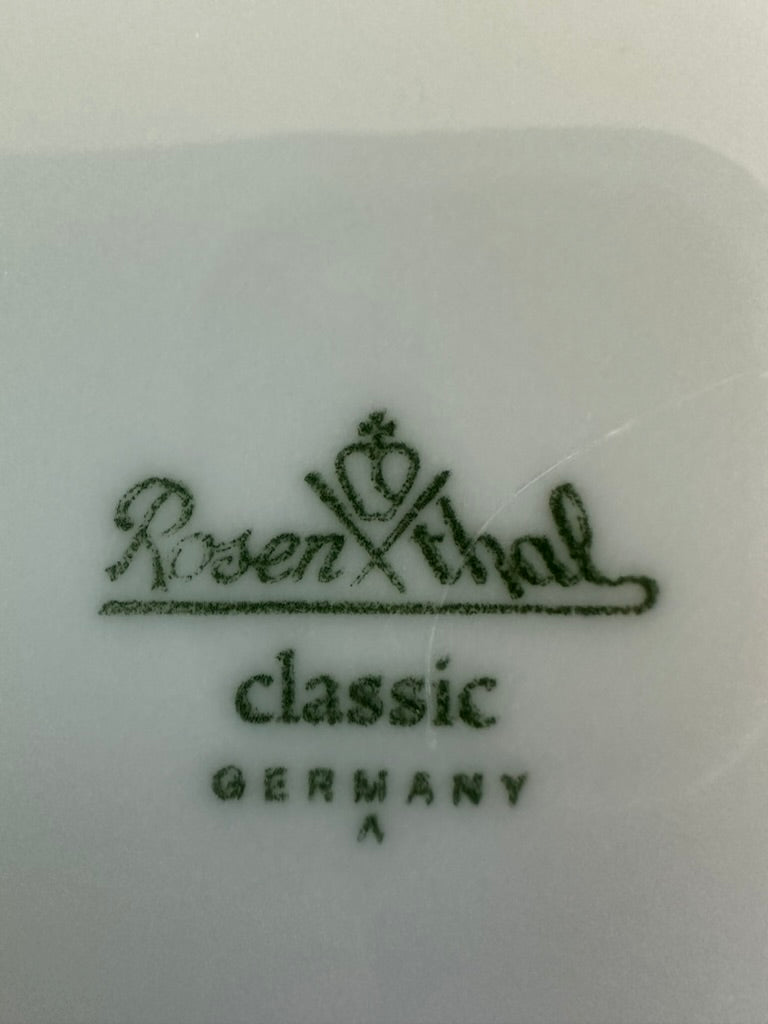 Rosenthal
classic
GERMANY
Λ